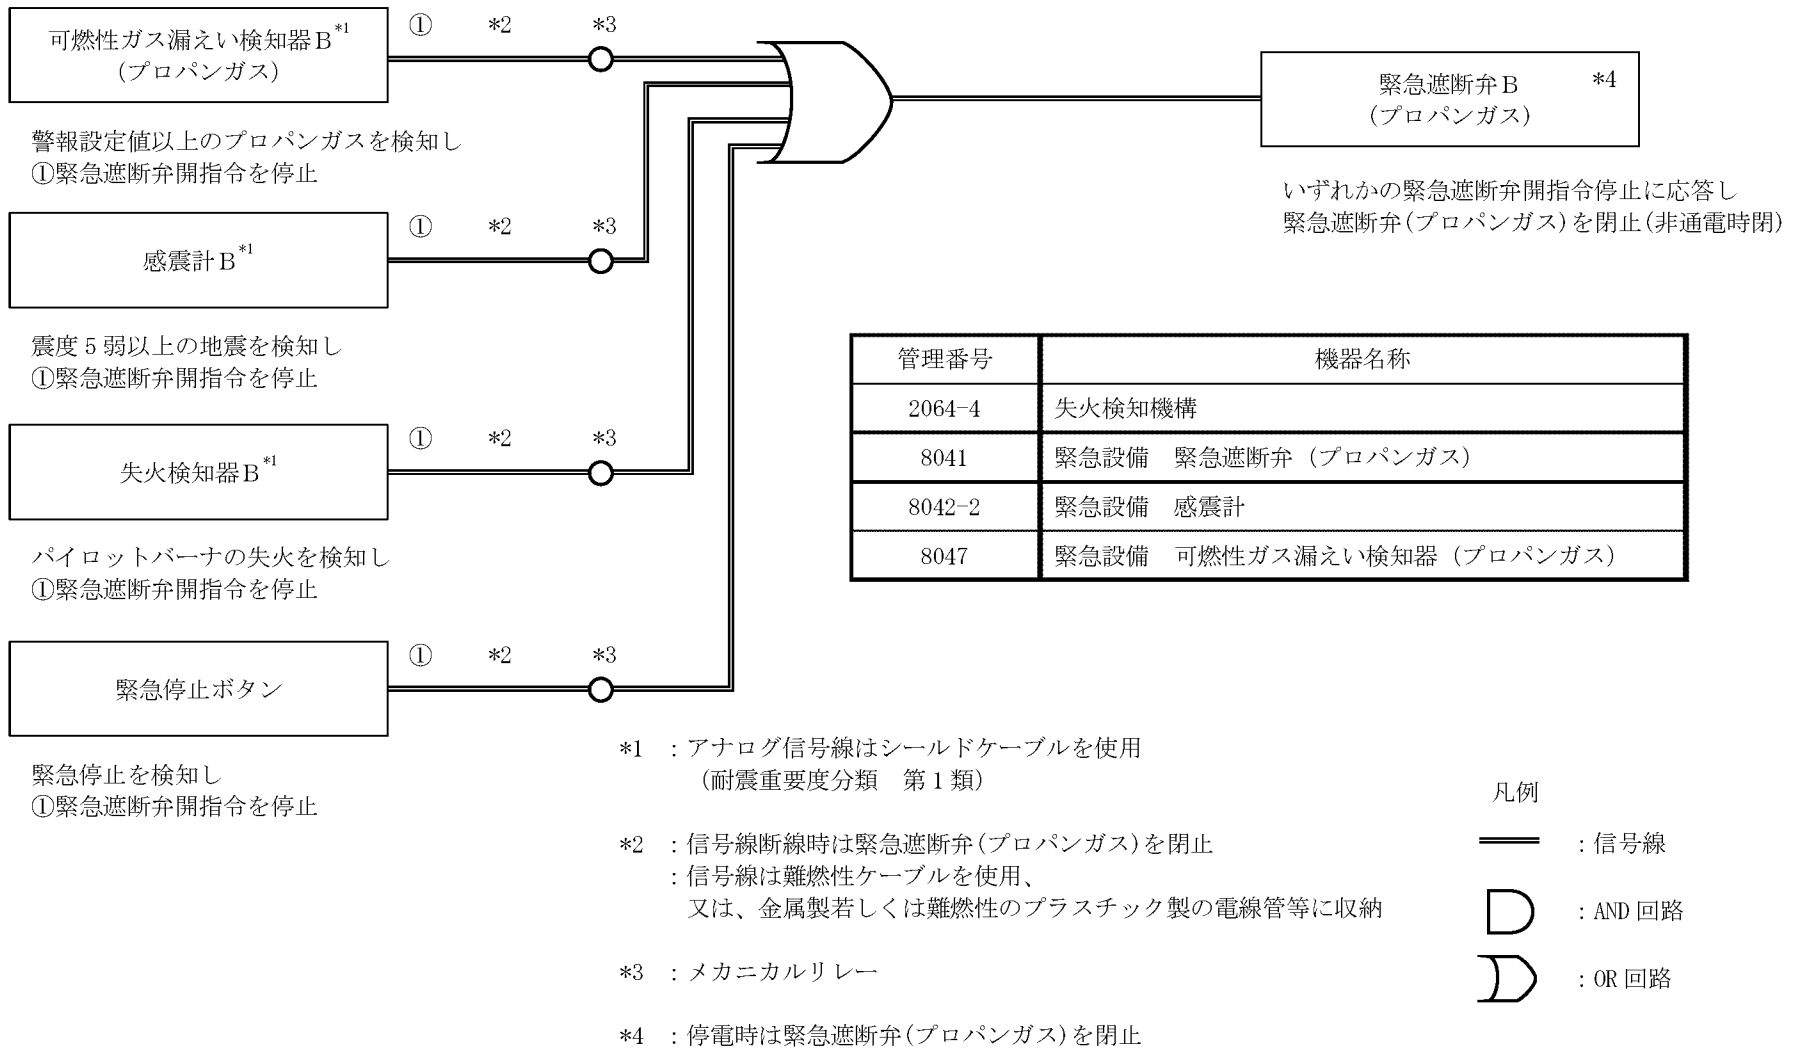 可燃性ガス漏えい検知器B*1
(プロパンガス)
① *2 *3
警報設定値以上のプロパンガスを検知し
①緊急遮断弁開指令を停止
感震計B*1
① *2 *3
震度5弱以上の地震を検知し
①緊急遮断弁開指令を停止
失火検知器B*1
① *2 *3
パイロットバーナの失火を検知し
①緊急遮断弁開指令を停止
緊急停止ボタン
① *2 *3
緊急停止を検知し
①緊急遮断弁開指令を停止
緊急遮断弁B *4
(プロパンガス)
いずれかの緊急遮断弁開指令停止に応答し
緊急遮断弁(プロパンガス)を閉止(非通電時閉)
管理番号 機器名称
2064-4 失火検知機構
8041 緊急設備　緊急遮断弁（プロパンガス）
8042-2 緊急設備　感震計
8047 緊急設備　可燃性ガス漏えい検知器（プロパンガス）
*1 ：アナログ信号線はシールドケーブルを使用
（耐震重要度分類　第1類）
*2 ：信号線断線時は緊急遮断弁(プロパンガス)を閉止
：信号線は難燃性ケーブルを使用、
又は、金属製若しくは難燃性のプラスチック製の電線管等に収納
*3 ：メカニカルリレー
*4 ：停電時は緊急遮断弁(プロパンガス)を閉止
凡例
：信号線
：AND回路
：OR回路